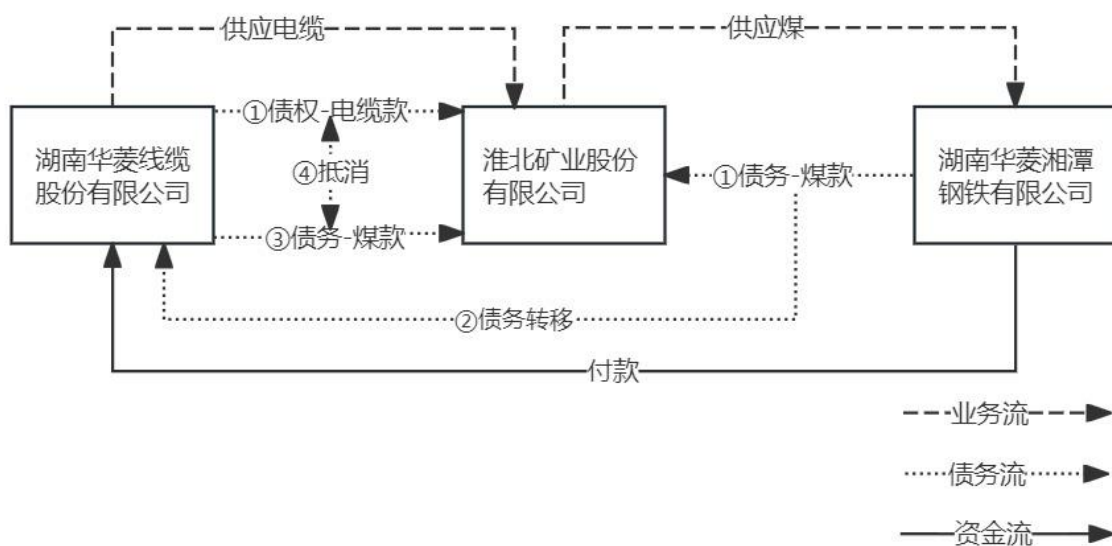 供应电缆
供应煤
湖南华菱线缆
股份有限公司
①债权-电缆款
④抵消
③债务-煤款
淮北矿业股份
有限公司
①债务-煤款
湖南华菱湘潭
钢铁有限公司
②债务转移
付款
业务流
债务流
资金流